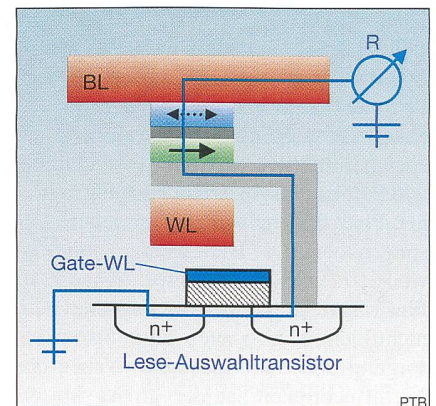 R
BL
WL
Gate-WL
n+ n+
Lese-Auswahltransistor
PTB